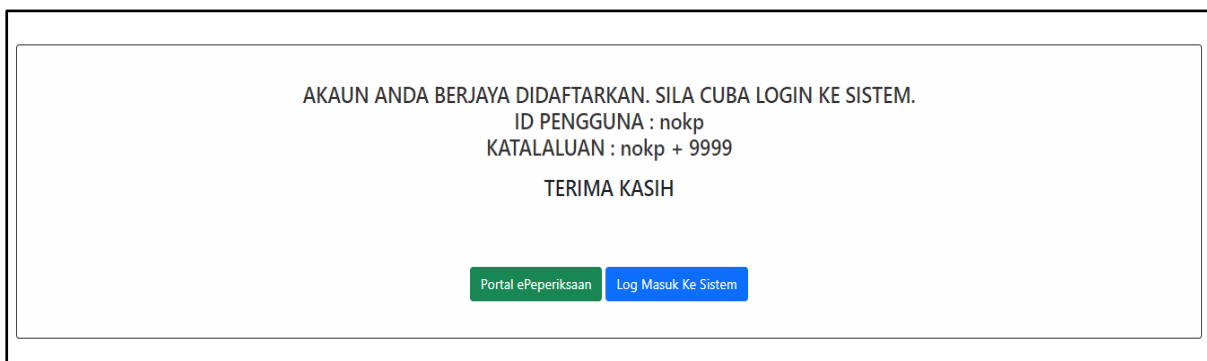 AKAUN ANDA BERJAYA DIDAFTARKAN. SILA CUBA LOGIN KE SISTEM.
ID PENGGUNA : nokp
KATALALUAN : nokp + 9999
TERIMA KASIH
Portal ePeperiksaan Log Masuk Ke Sistem